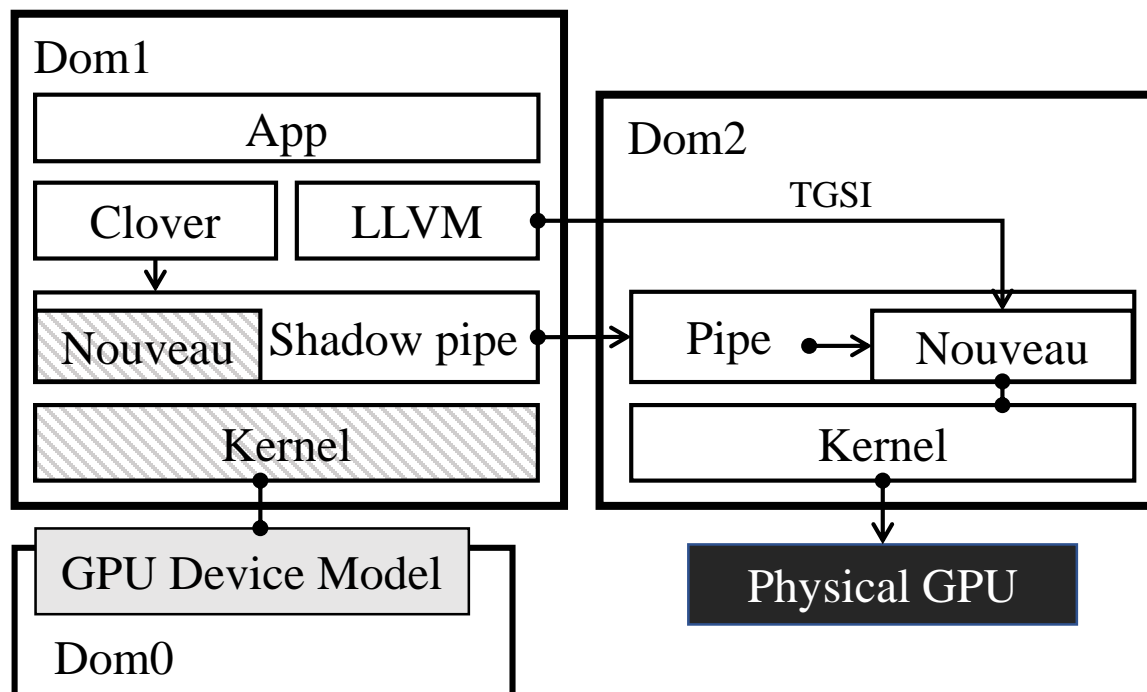 Dom1
App
Clover
LLVM
Nouveau
Shadow pipe
Kernel
GPU Device Model
Dom0
Dom2
TGSI
Pipe
Nouveau
Kernel
Physical GPU